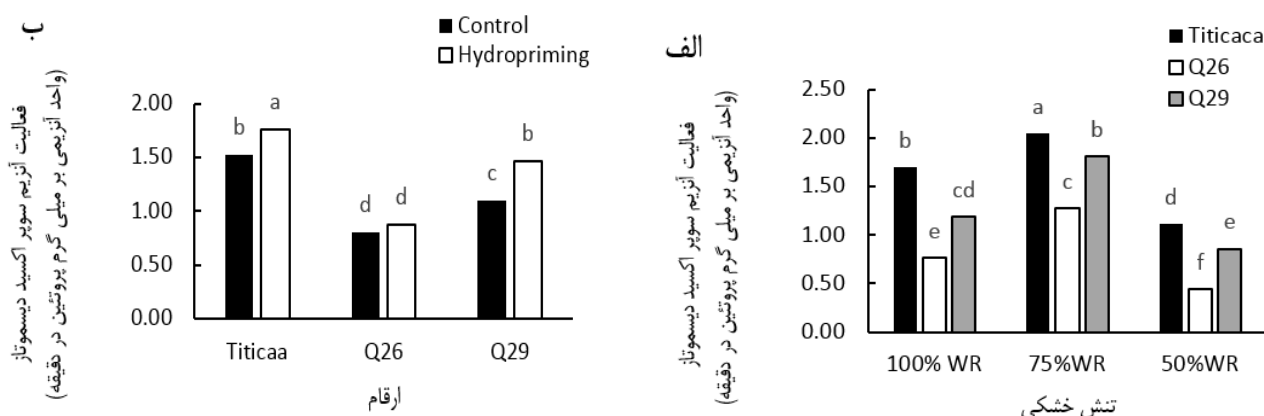 ب
Control
Hydropriming
فعالیت آنزیم سوپر اکسید دیسموتاز
(واحد آنزیمی بر میلی گرم پروتئین در دقیقه)
2.00
1.50
1.00
0.50
0.00
b a d d c b
Titicaa Q26 Q29
ارقام
الف
Titicaca
Q26
Q29
فعالیت آنزیم سوپر اکسید دیسموتاز
(واحد آنزیمی بر میلی گرم پروتئین در دقیقه)
2.50
2.00
1.50
1.00
0.50
0.00
b e cd a c b d f e
100% WR 75%WR 50%WR
تنش خشکی